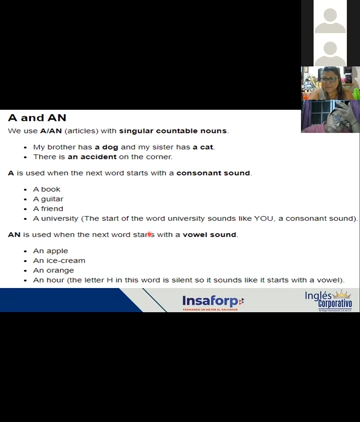 A and AN
We use A/AN (articles) with singular countable nouns.
• My brother has a dog and my sister has a cat.
• There is an accident on the corner.
A is used when the next word starts with a consonant sound.
• A book
• A guitar
• A friend
• A university (The start of the word university sounds like YOU, a consonant sound).
AN is used when the next word starts with a vowel sound.
• An apple
• An ice-cream
• An orange
• An hour (the letter H in this word is silent so it sounds like it starts with a vowel).
Insaforp
Inglés
Corporativo